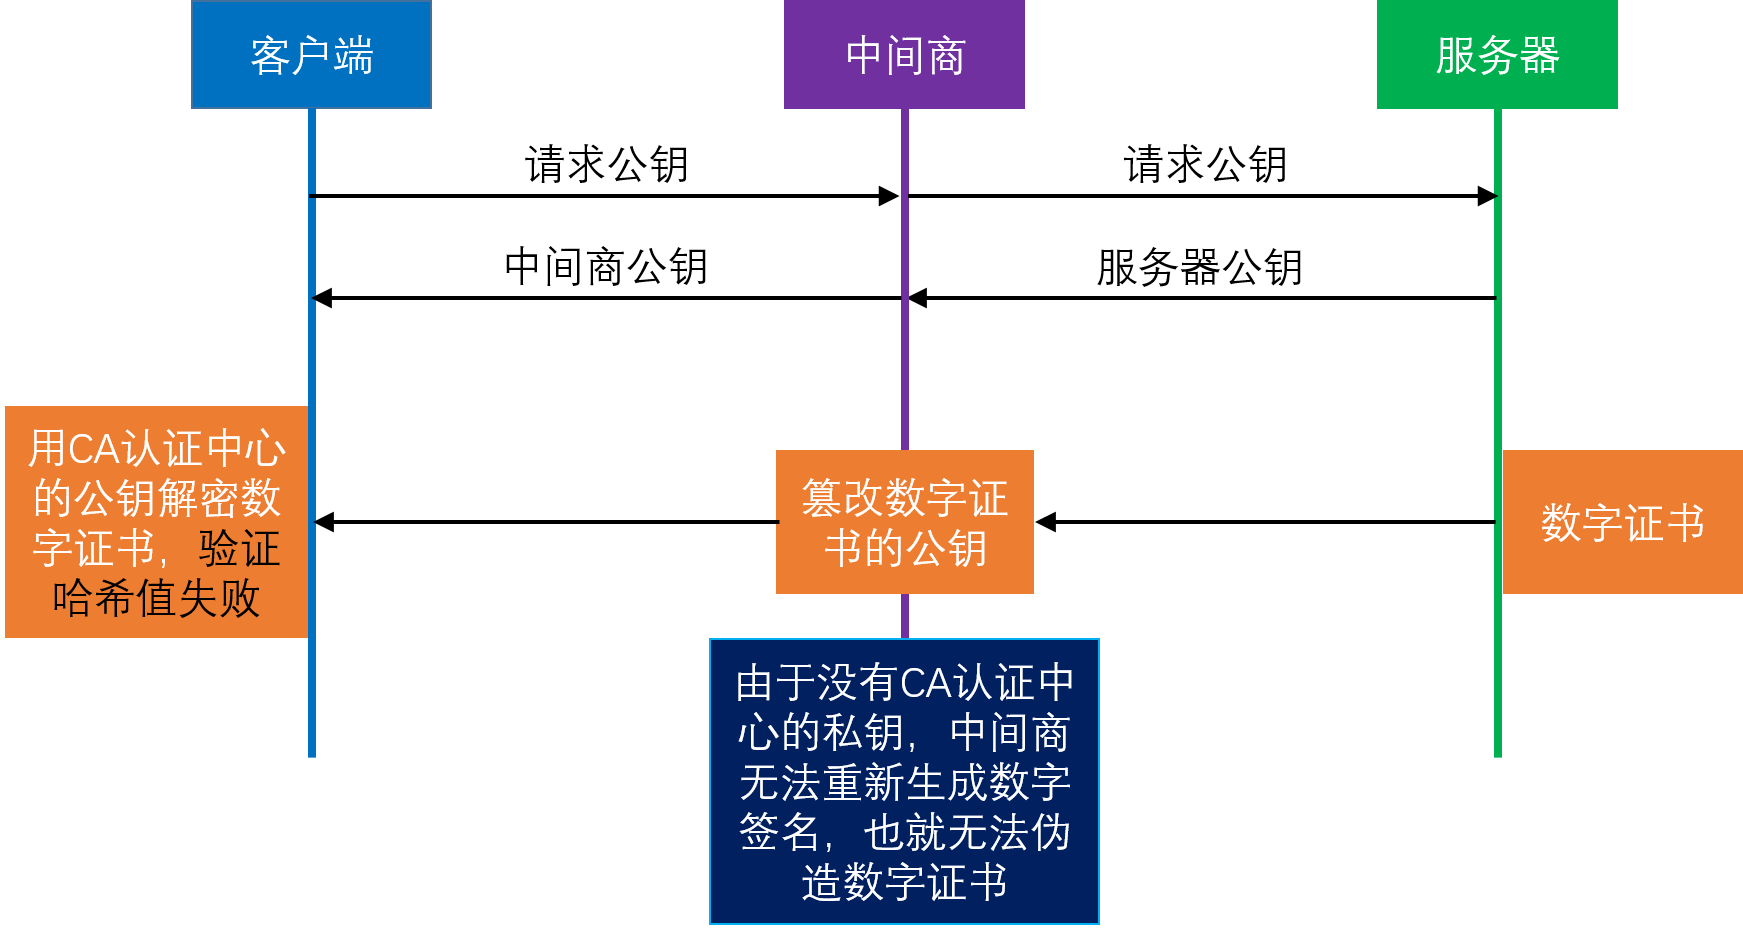 客户端
中间商
服务器
请求公钥
请求公钥
中间商公钥
服务器公钥
用CA认证中心
的公钥解密数
字证书，验证
哈希值失败
篡改数字证
书的公钥
数字证书
由于没有CA认证中
心的私钥，中间商
无法重新生成数字
签名，也就无法伪
造数字证书